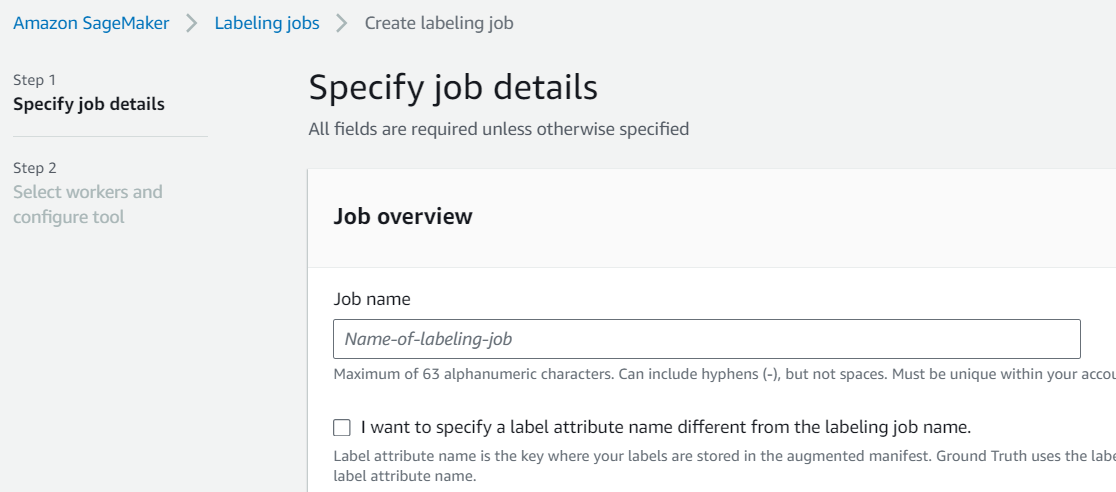 Amazon SageMaker > Labeling jobs > Create labeling job
Step 1
Specify job details
Step 2
Select workers and
configure tool
Specify job details
All fields are required unless otherwise specified
Job overview
Job name
Name-of-labeling-job
Maximum of 63 alphanumeric characters. Can include hyphens (-), but not spaces. Must be unique within your
I want to specify a label attribute name different from the labeling job name.
Label attribute name is the key where your labels are stored in the augmented manifest. Ground Truth uses the
label attribute name.